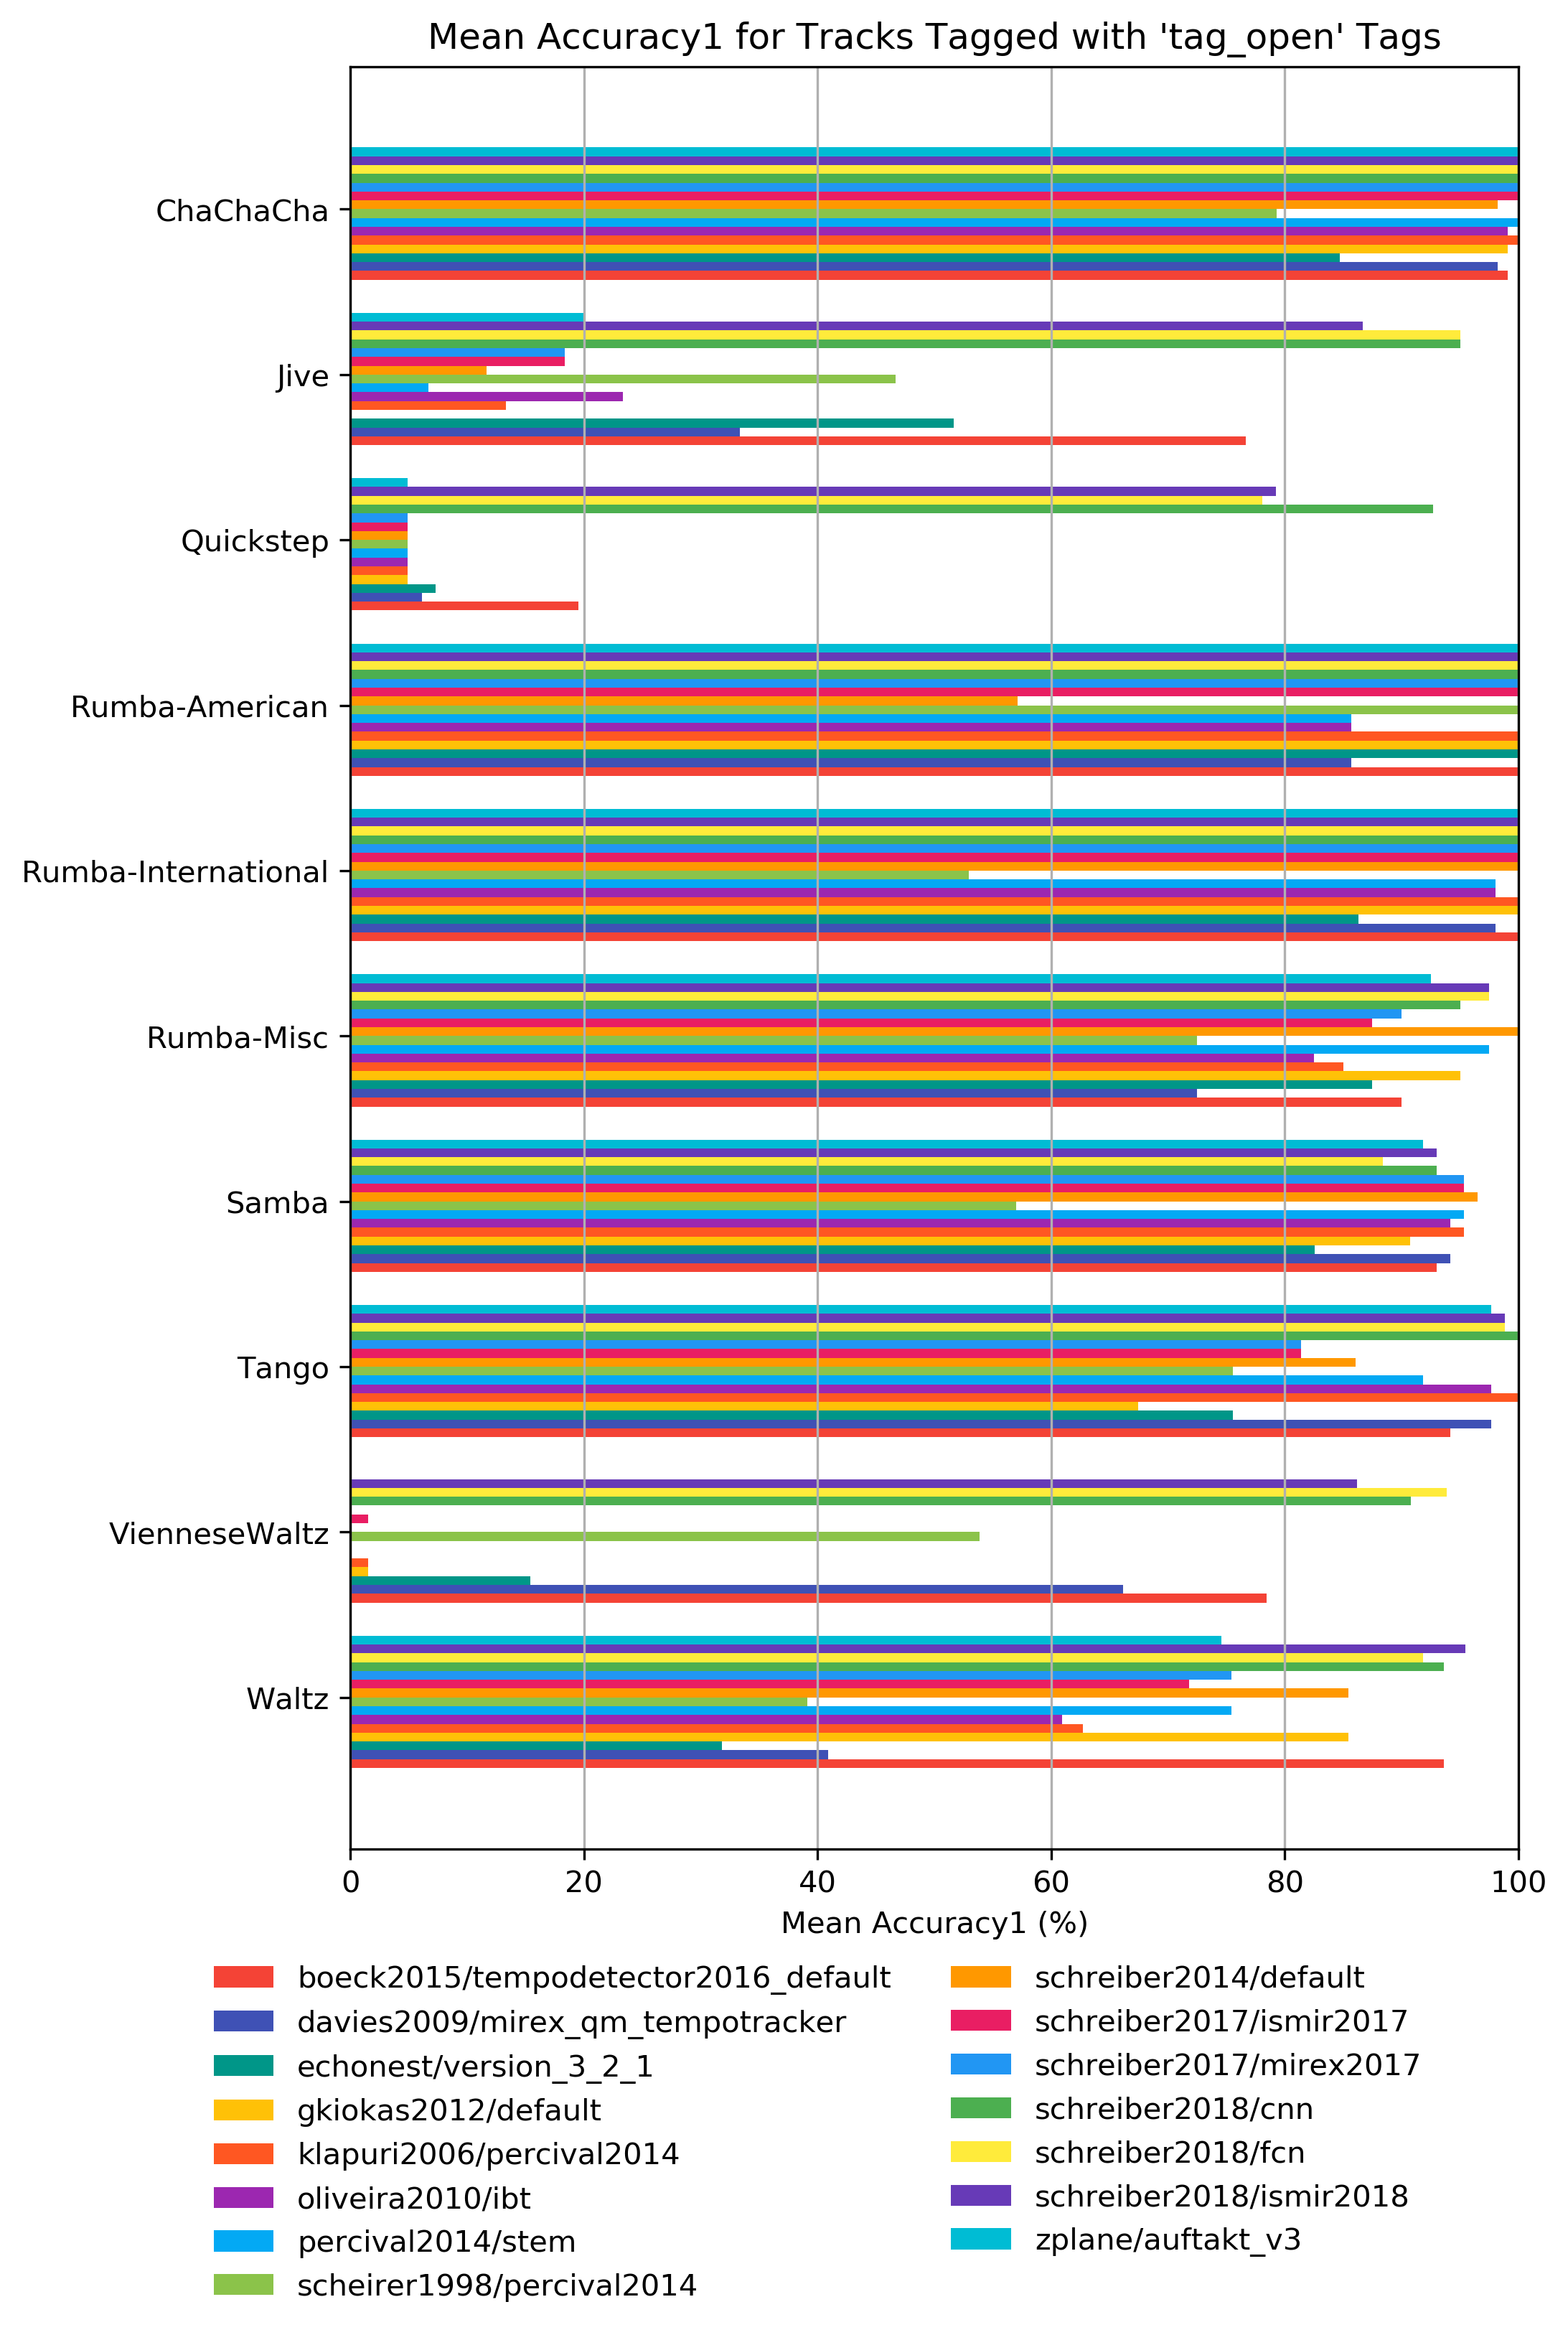 Mean Accuracy1 for Tracks Tagged with 'tag_open' Tags
ChaChaCha
Jive
Quickstep
Rumba-American
Rumba-International
Rumba-Misc
Samba
Tango
VienneseWaltz
Waltz
0 20 40 60 80 100
Mean Accuracy1 (%)
boeck2015/tempodetector2016_default
davies2009/mirex_qm_tempotracker
echonest/version_3_2_1
gkiokas2012/default
klapuri2006/percival2014
oliveira2010/ibt
percival2014/stem
scheirer1998/percival2014
schreiber2014/default
schreiber2017/ismir2017
schreiber2017/mirex2017
schreiber2018/cnn
schreiber2018/fcn
schreiber2018/ismir2018
zplane/auftakt_v3